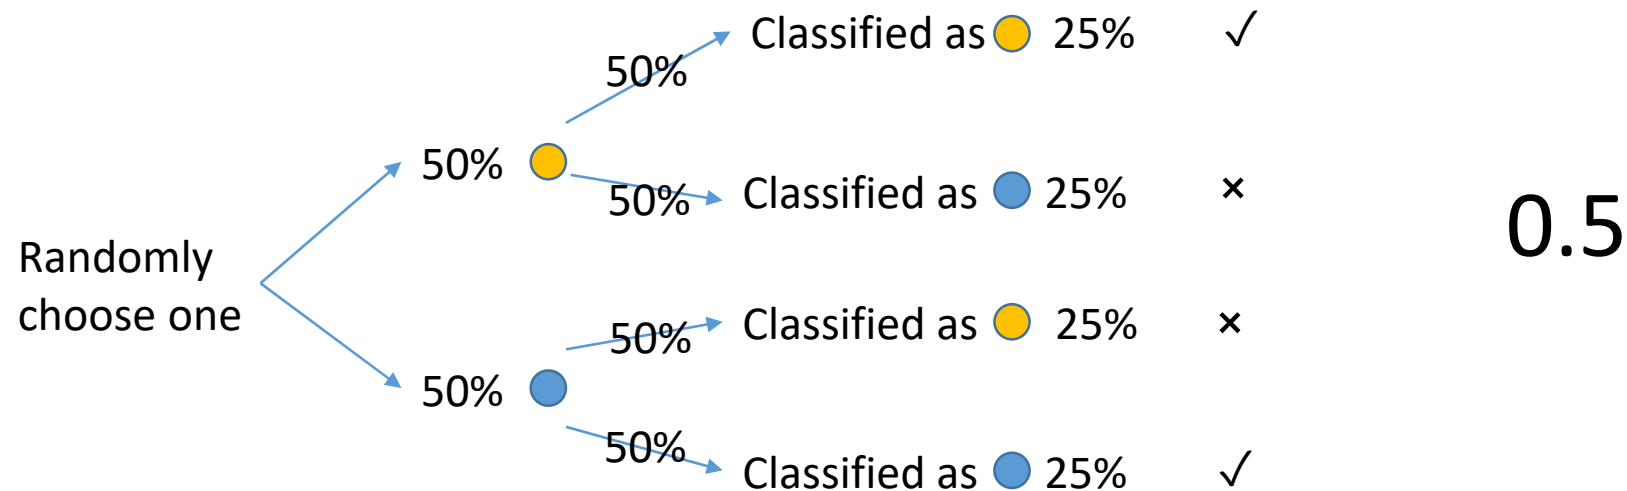 Classified as 25% ✓
50%
50%
50% Classified as 25% ×
0.5
Randomly
choose one
50% Classified as 25% ×
50%
50%
Classified as 25% ✓